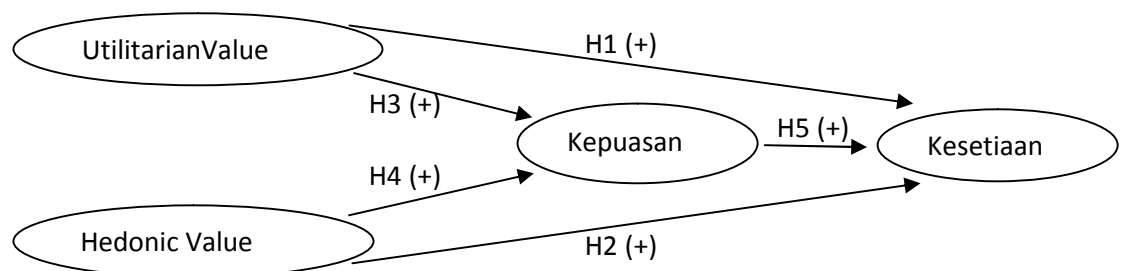 UtilitarianValue
H1 (+)
H3 (+)
Kepuasan
H5 (+)
Kesetiaan
H4 (+)
Hedonic Value
H2 (+)